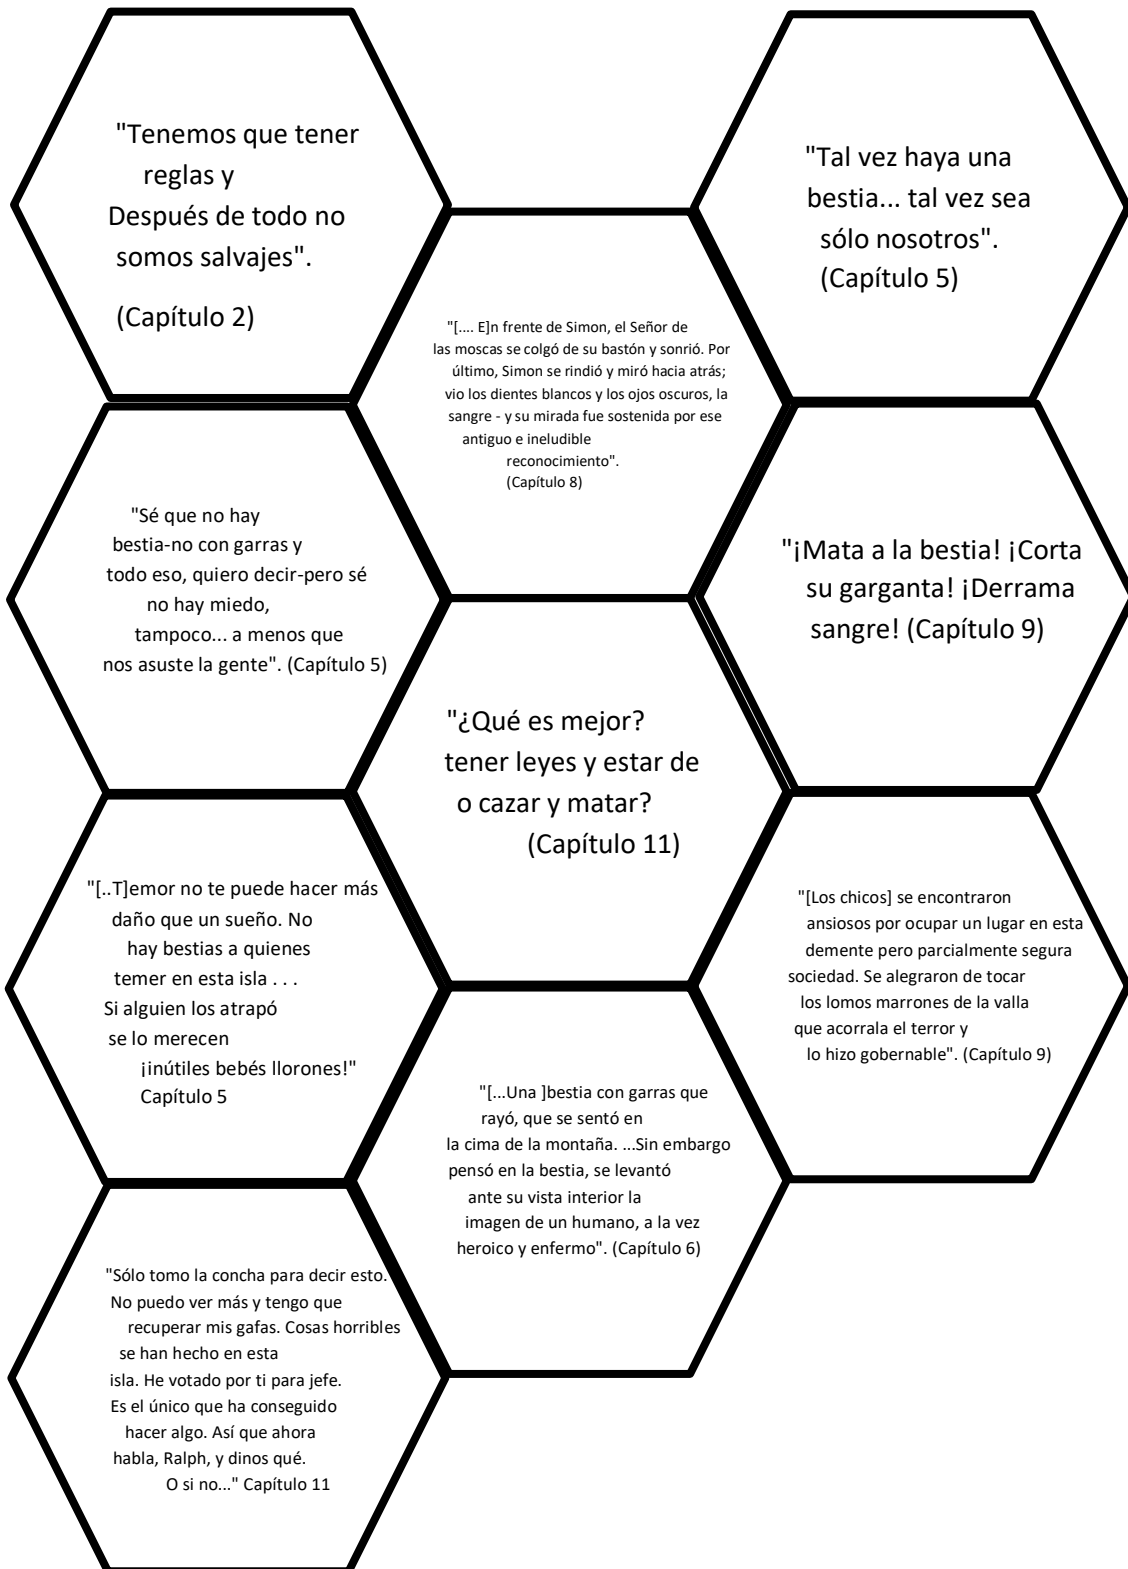 "Tenemos que tener
reglas y
Después de todo no
somos salvajes".
(Capítulo 2)
"Tal vez haya una
bestia... tal vez sea
sólo nosotros".
(Capítulo 5)
"[.... E]n frente de Simon, el Señor de
las moscas se colgó de su bastón y sonrió. Por
último, Simon se rindió y miró hacia atrás;
vio los dientes blancos y los ojos oscuros, la
sangre - y su mirada fue sostenida por ese
antiguo e ineludible
reconocimiento".
(Capítulo 8)
"Sé que no hay
bestia-no con garras y
todo eso, quiero decir-pero sé
no hay miedo,
tampoco... a menos que
nos asuste la gente". (Capítulo 5)
"¡Mata a la bestia! ¡Corta
su garganta! ¡Derrama
sangre! (Capítulo 9)
"¿Qué es mejor?
tener leyes y estar de
o cazar y matar?
(Capítulo 11)
"[..T]emor no te puede hacer más
daño que un sueño. No
hay bestias a quienes
temer en esta isla . . .
Si alguien los atrapó
se lo merecen
¡inútiles bebés llorones!"
Capítulo 5
"[Los chicos] se encontraron
ansiosos por ocupar un lugar en esta
demente pero parcialmente segura
sociedad. Se alegraron de tocar
los lomos marrones de la valla
que acorrala el terror y
lo hizo gobernable". (Capítulo 9)
"[...Una ]bestia con garras que
rayó, que se sentó en
la cima de la montaña. ...Sin embargo
pensó en la bestia, se levantó
ante su vista interior la
imagen de un humano, a la vez
heroico y enfermo". (Capítulo 6)
"Sólo tomo la concha para decir esto.
No puedo ver más y tengo que
recuperar mis gafas. Cosas horribles
se han hecho en esta
isla. He votado por ti para jefe.
Es el único que ha conseguido
hacer algo. Así que ahora
habla, Ralph, y dinos qué.
O si no..." Capítulo 11